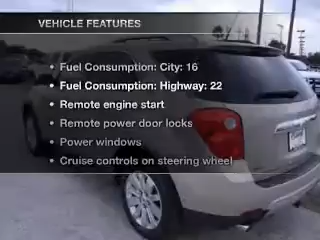 VEHICLE FEATURES
• Fuel Consumption: City: 16
• Fuel Consumption: Highway: 22
• Remote engine start
• Remote power door locks
• Power windows
• Cruise controls on steering wheel